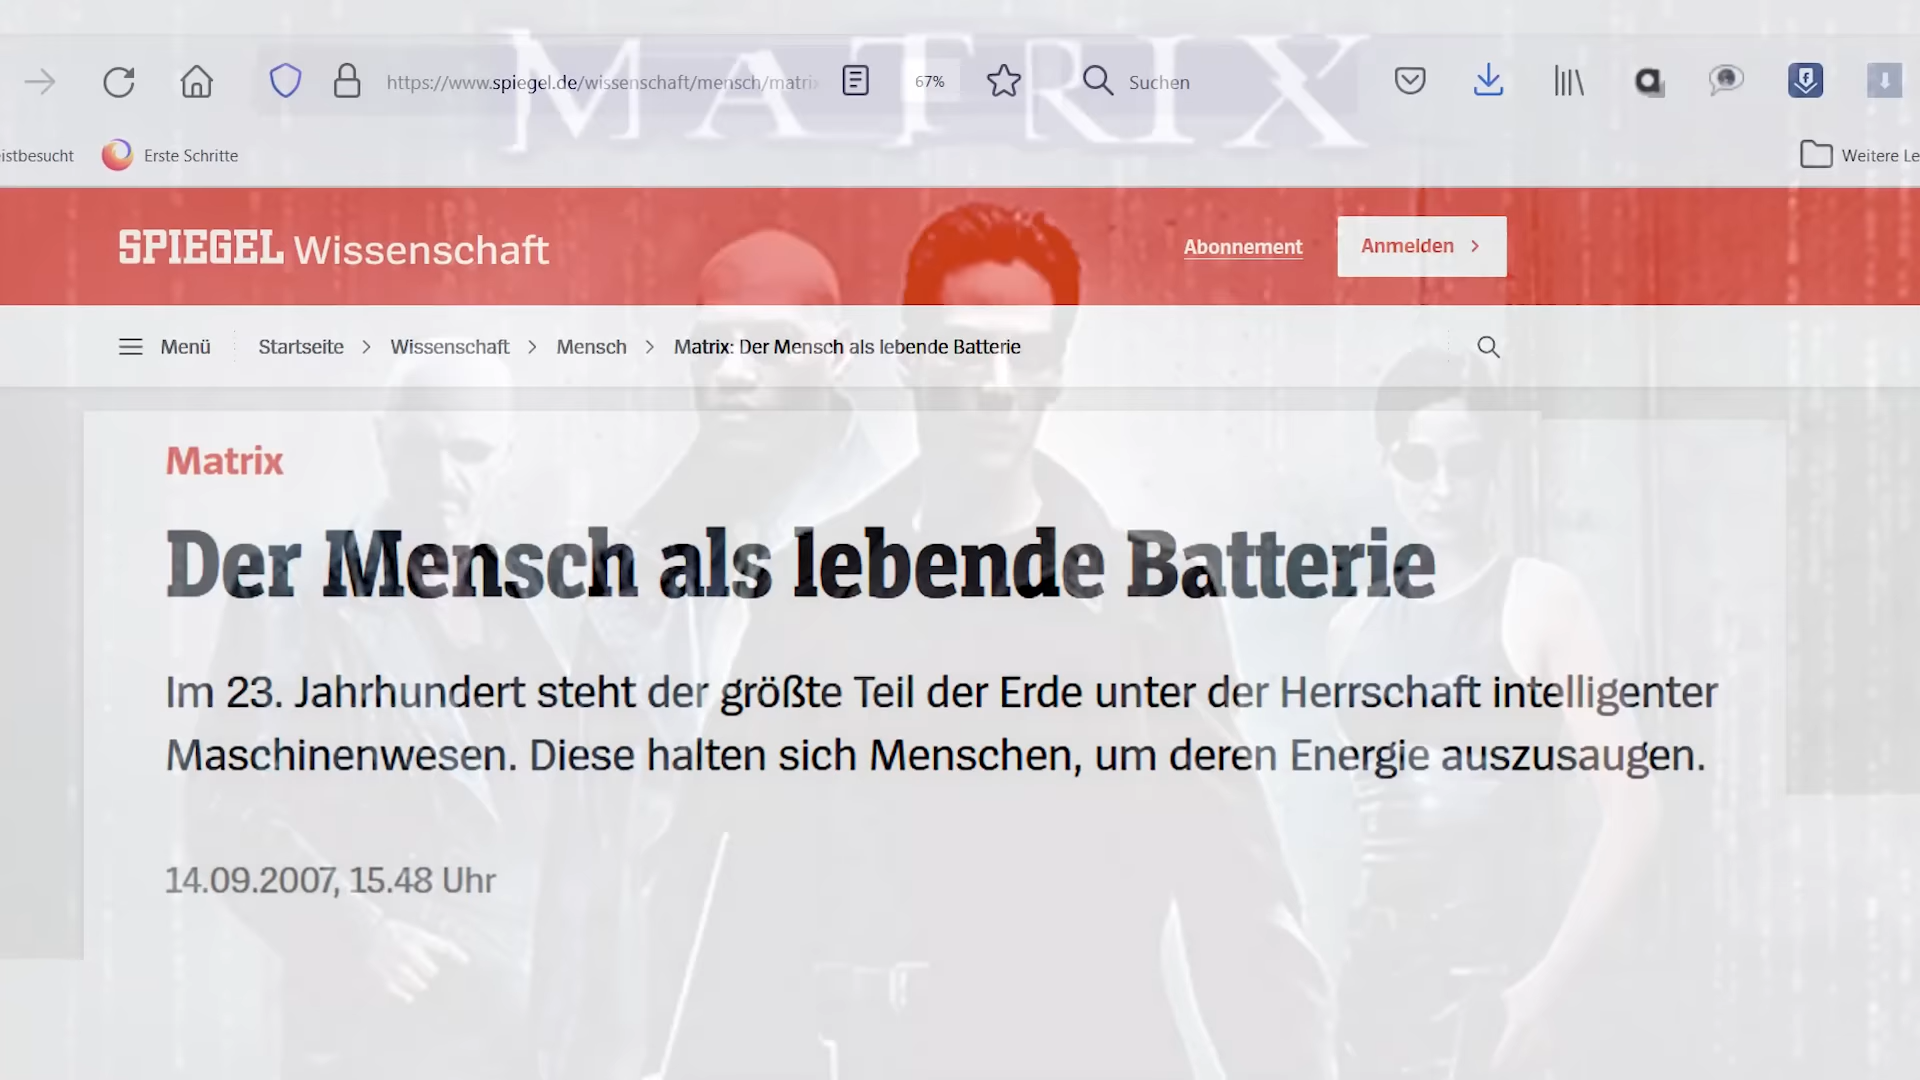 MATRIX
https://www.spiegel.de/wissenschaft/mensch/matrix
67%
Suchen
istbesucht
Erste Schritte
Weitere Le
SPIEGEL Wissenschaft
Abonnement
Anmelden
Menü
Startseite
Wissenschaft
Mensch
Matrix: Der Mensch als lebende Batterie
Matrix
Der Mensch als lebende Batterie
Im 23. Jahrhundert steht der größte Teil der Erde unter der Herrschaft intelligenter
Maschinenwesen. Diese halten sich Menschen, um deren Energie auszusaugen.
14.09.2007, 15.48 Uhr